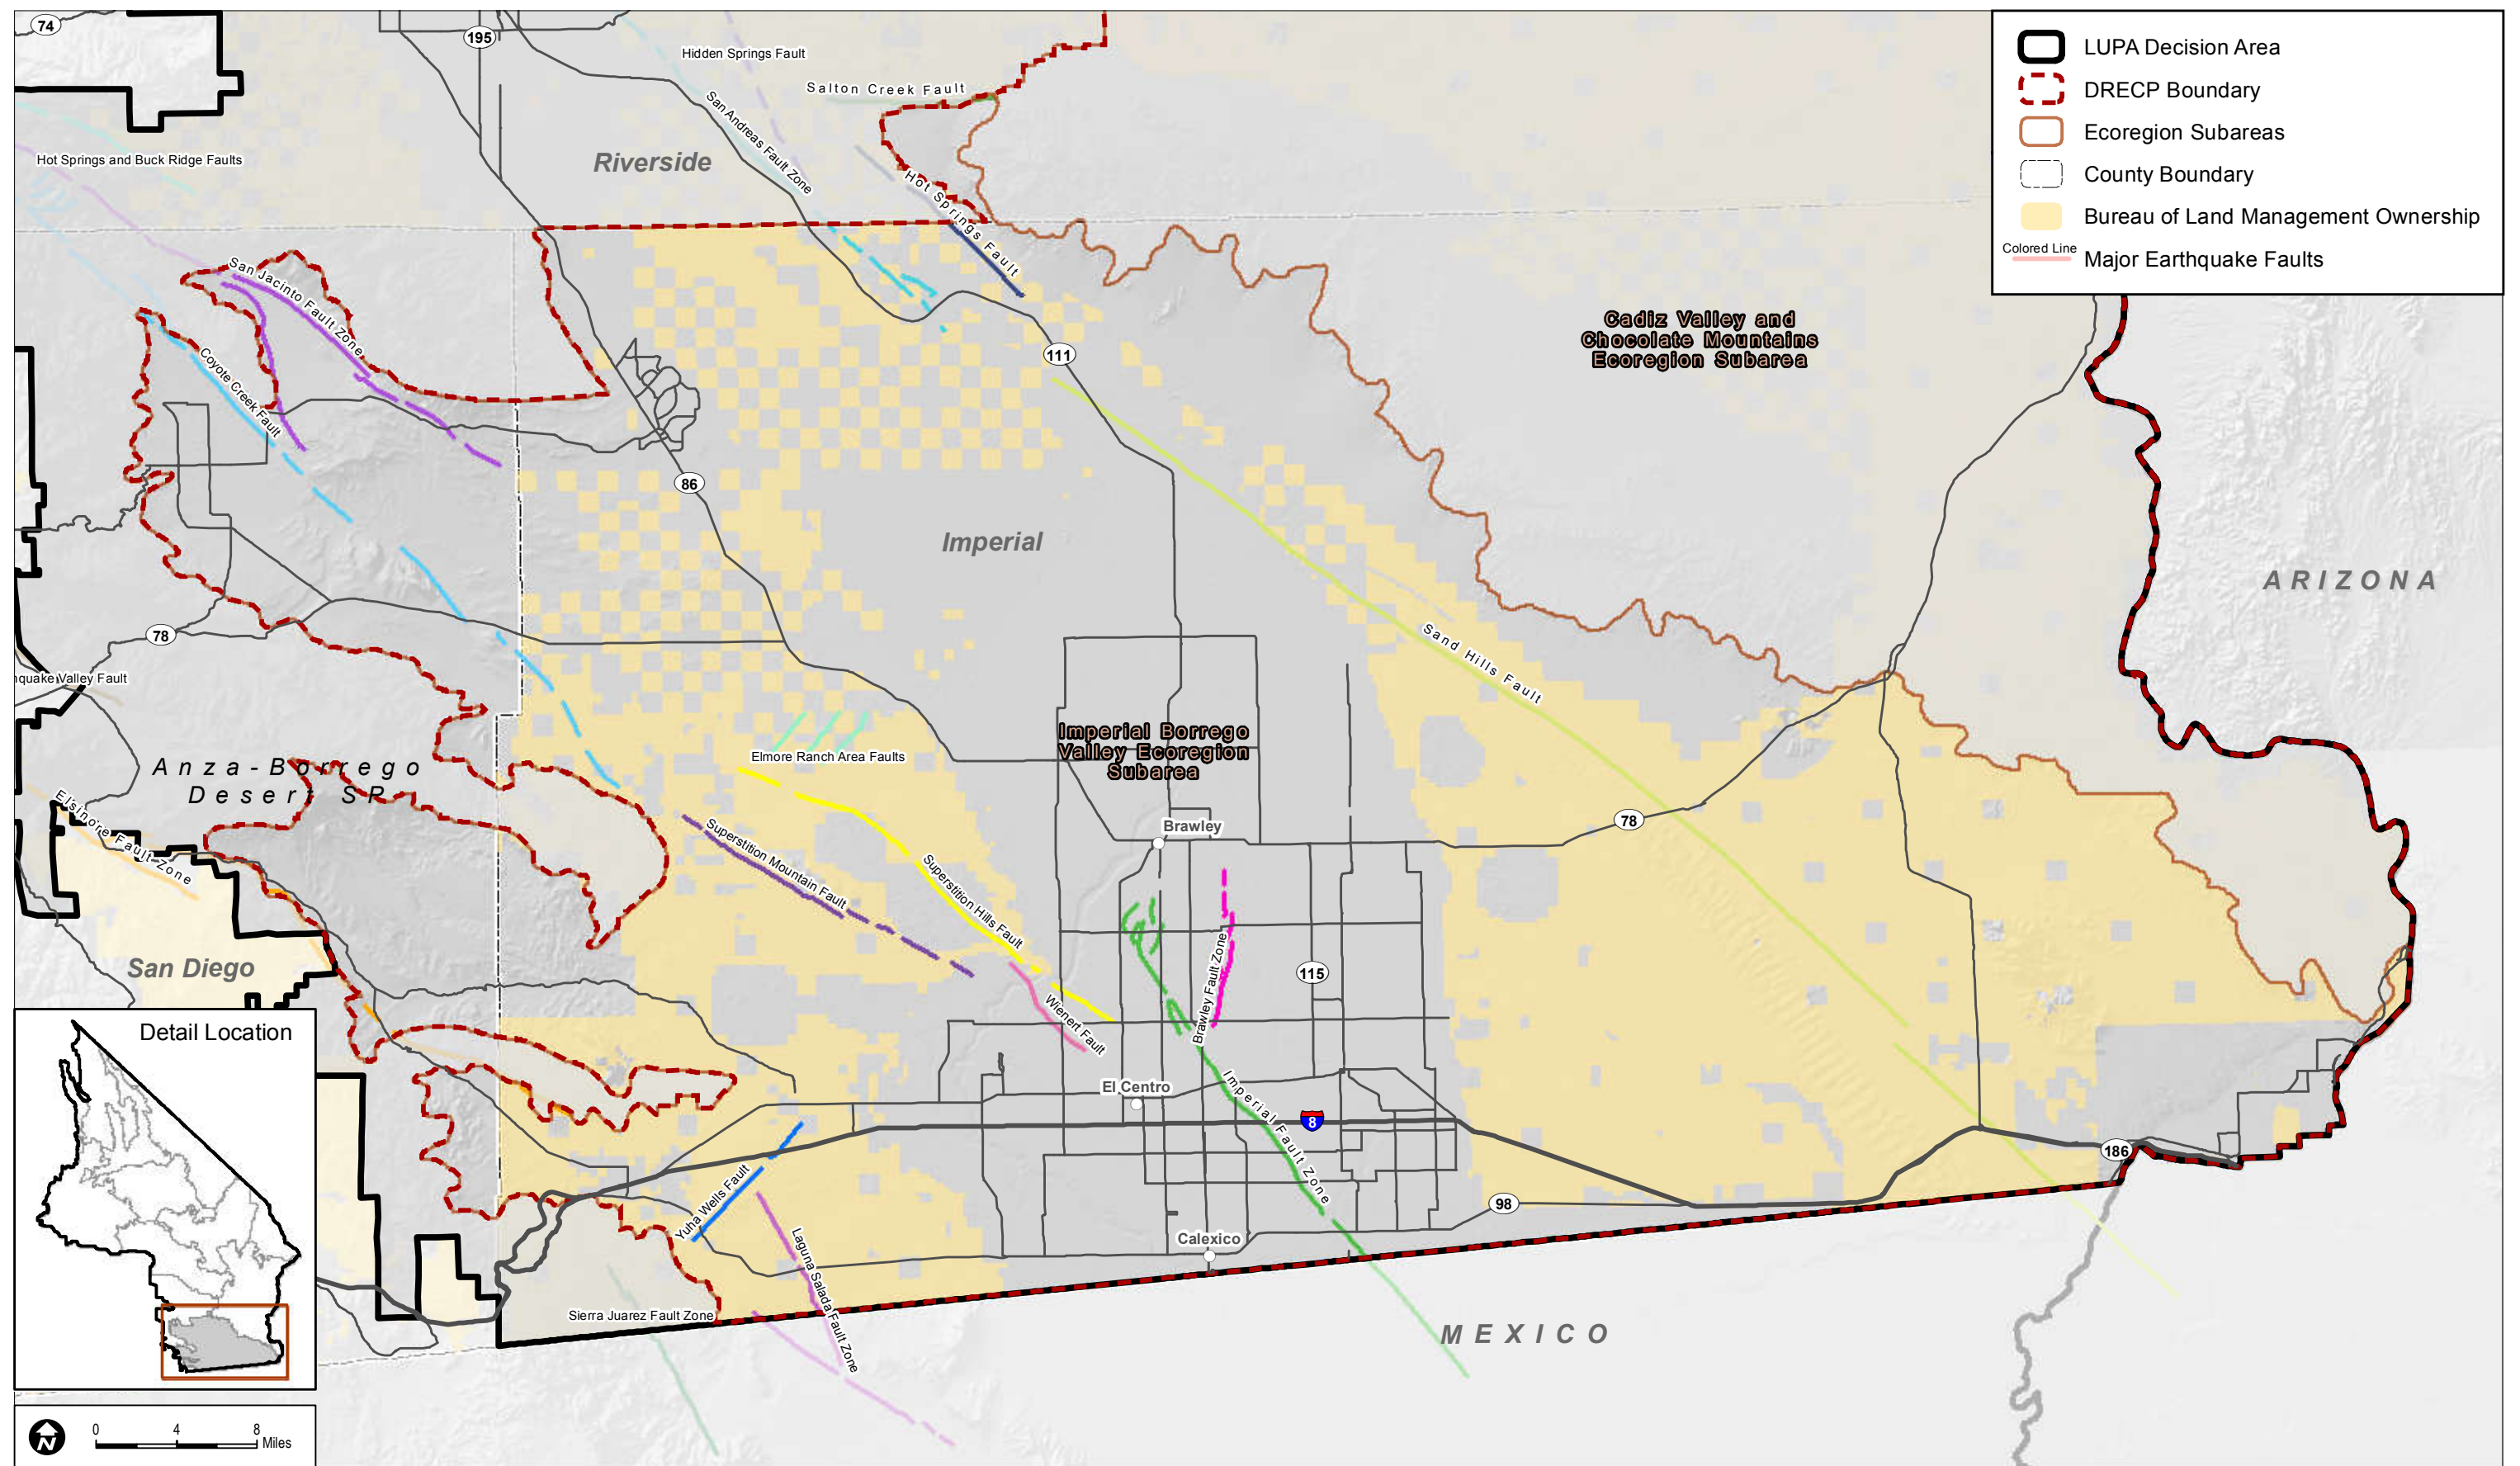 74
195
Hidden Springs Fault
Salton Creek Fault
San Andreas Fault Zone
Hot Springs and Buck Ridge Faults
Riverside
Hot Springs Fault
LUPA Decision Area
DRECP Boundary
Ecoregion Subareas
County Boundary
Bureau of Land Management Ownership
Colored Line
Major Earthquake Faults
San Jacinto Fault Zone
Coyote Creek Fault
111
Cadiz Valley and
Chocolate Mountains
Ecoregion Subarea
86
Imperial
ARIZONA
78
Sand Hills Fault
hquake Valley Fault
Imperial Borrego
Valley Ecoregion
Subarea
Elmore Ranch Area Faults
Anza-Borrego
Desert SR
Elsinore Fault Zone
Superstition Mountain Fault
Superstition Hills Fault
Brawley
78
San Diego
115
Brawley Fault Zone
Wienert Fault
El Centro
Imperial Fault Zone
8
186
98
Yuha Wells Fault
Laguna Salada Fault Zone
Calexico
Sierra Juarez Fault Zone
MEXICO
Detail Location
N
0 4 8
Miles